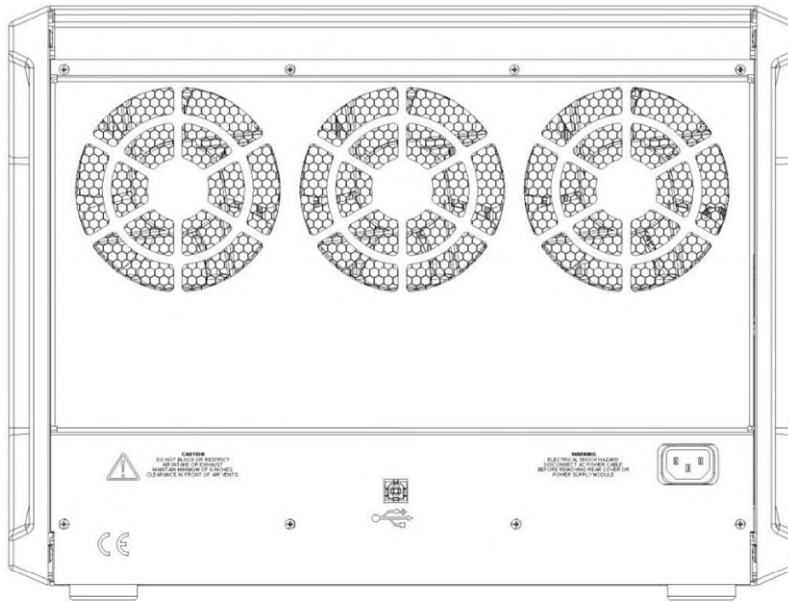 CAUTION
DO NOT BLOCK OR RESTRICT
AIR INTAKE OR EXHAUST
MAINTAIN MINIMUM OF 6 INCHES
CLEARANCE IN FRONT OF AIR VENTS
WARNING
ELECTRICAL SHOCK HAZARD
DISCONNECT AC POWER CABLE
BEFORE REMOVING REAR COVER OR
POWER SUPPLY MODULE
CE